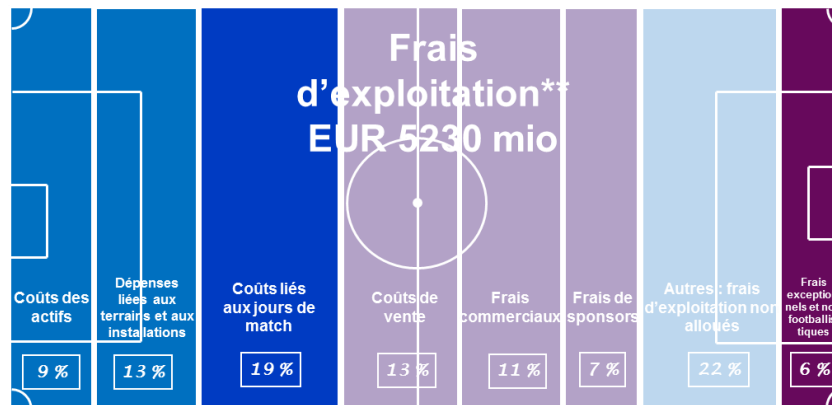 Frais
d’exploitation**
EUR 5230 mio
Coûts des
actifs
9 %
Dépenses
liées aux
terrains et aux
installations
13 %
Coûts liés
aux jours de
match
19 %
Coûts de
vente
13 %
Frais
commerciaux
11 %
Frais de
sponsors
7 %
Autres : frais
d’exploitation non
alloués
22 %
Frais
exception
nels et no
footballis
tiques
6 %